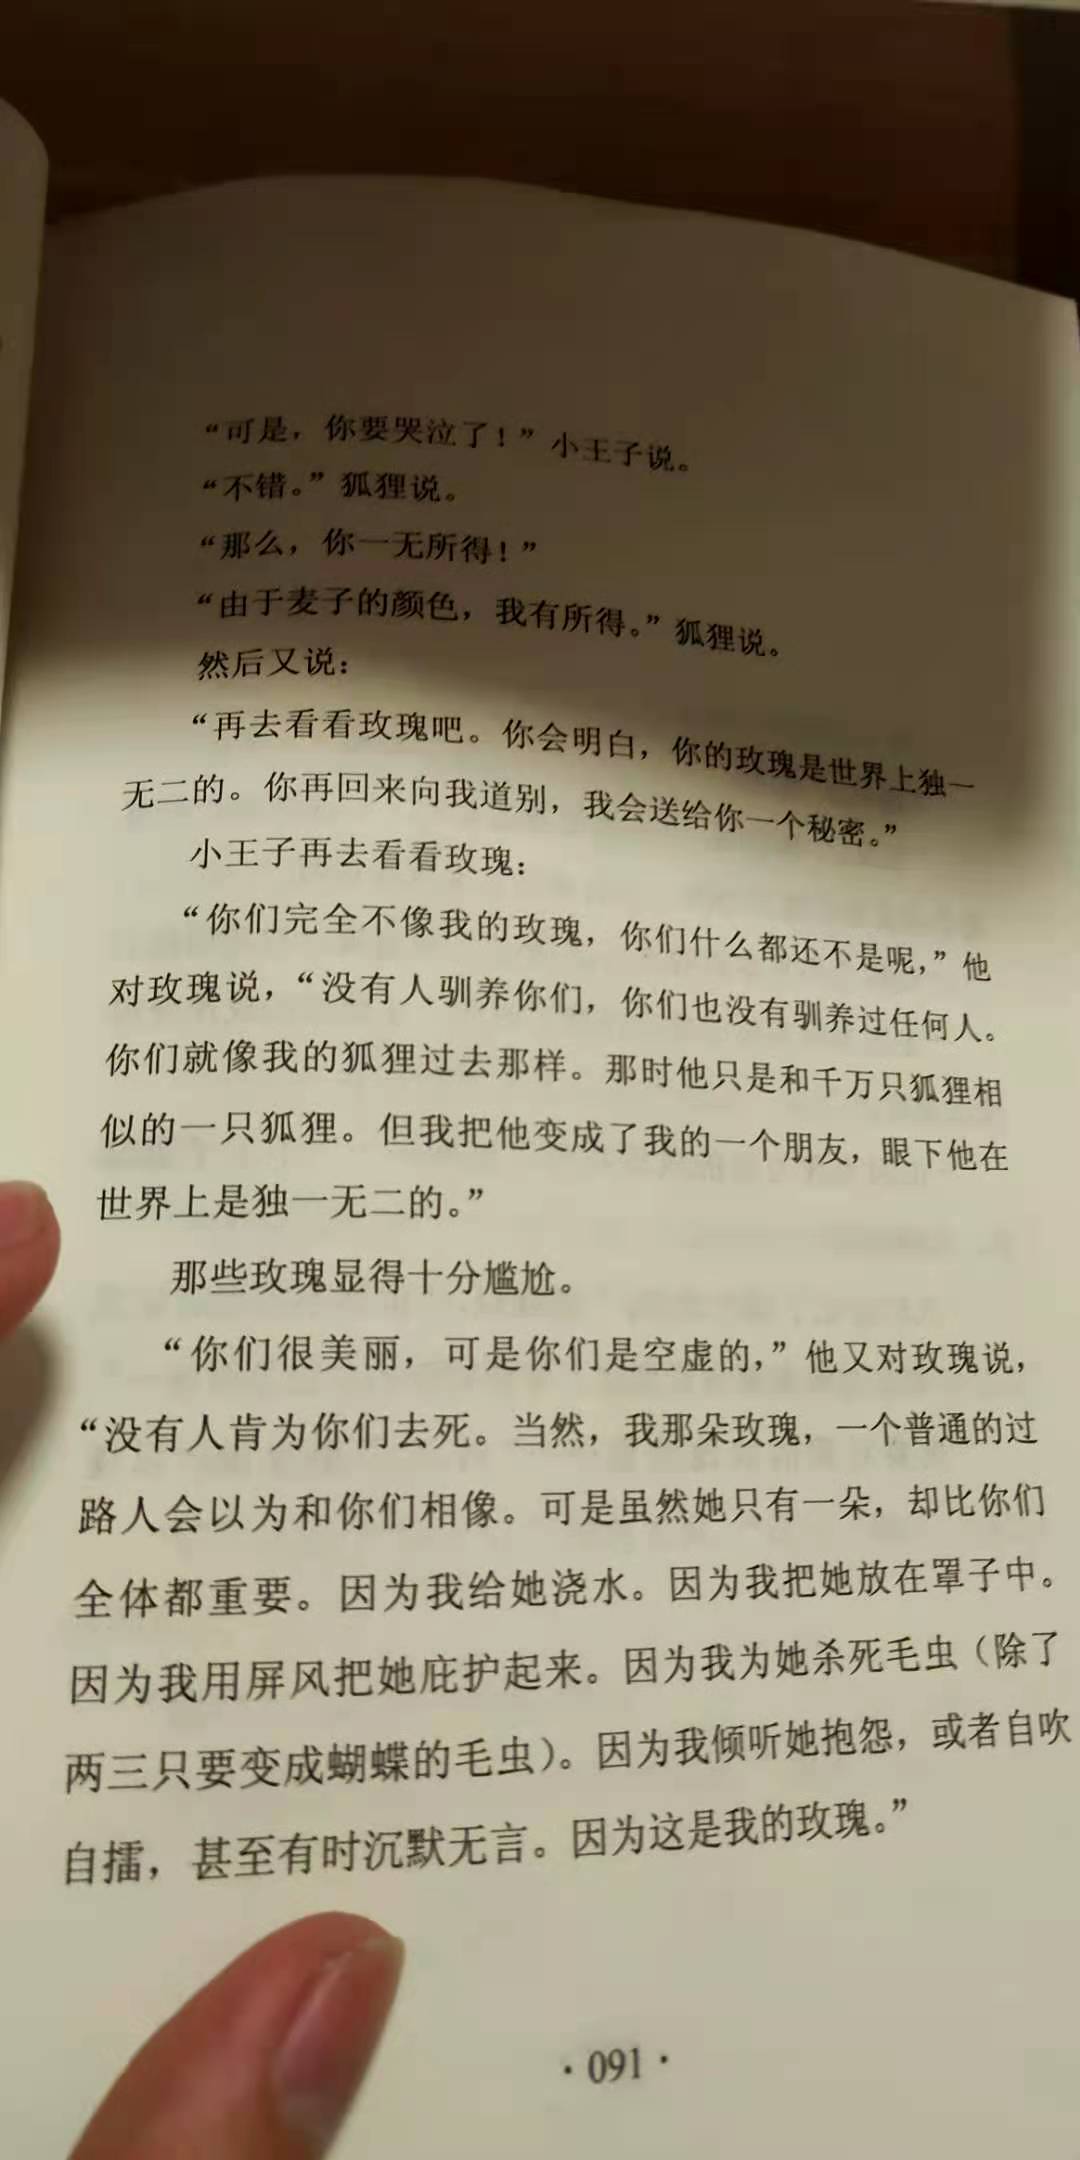 “可是，你要哭泣了！”小王子说。
“不错。”狐狸说。
“那么，你一无所得！”
“由于麦子的颜色，我有所得。”狐狸说。
然后又说：
“再去看看玫瑰吧。你会明白，你的玫瑰是世界上独一
无二的。你再回来向我道别，我会送给你一个秘密。”
小王子再去看看玫瑰：
“你们完全不像我的玫瑰，你们什么都还不是呢，”他
对玫瑰说，“没有人驯养你们，你们也没有驯养过任何人。
你们就像我的狐狸过去那样。那时他只是和千万只狐狸相
似的一只狐狸。但我把他变成了我的一个朋友，眼下他在
世界上是独一无二的。”
那些玫瑰显得十分尴尬。
“你们很美丽，可是你们是空虚的，”他又对玫瑰说，
“没有人肯为你们去死。当然，我那朵玫瑰，一个普通的过
路人会以为和你们相像。可是虽然她只有一朵，却比你们
全体都重要。因为我给她浇水。因为我把她放在罩子中。
因为我用屏风把她庇护起来。因为我为她杀死毛虫（除了
两三只要变成蝴蝶的毛虫）。因为我倾听她抱怨，或者自吹
自擂，甚至有时沉默无言。因为这是我的玫瑰。”
·091·